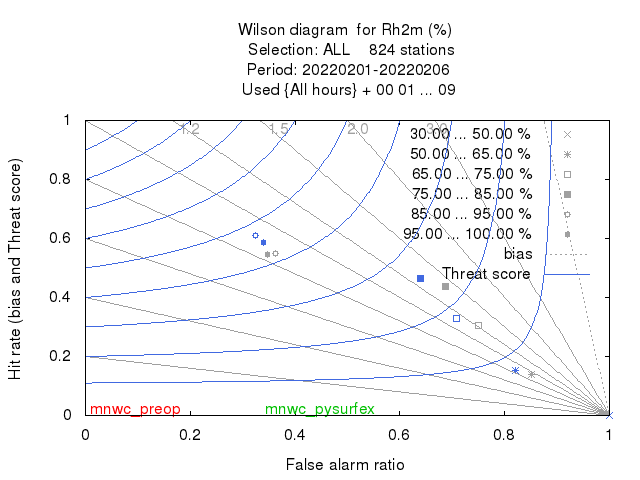 Wilson diagram  for Rh2m (%)
Selection: ALL    824 stations
Period: 20220201-20220206
Used {All hours} + 00 01 ... 09
1
0.8
0.6
0.4
0.2
0
Hit rate (bias and Threat score)
1.2
1.5
2.0
3.0
30.00 ... 50.00 %
50.00 ... 65.00 %
65.00 ... 75.00 %
75.00 ... 85.00 %
85.00 ... 95.00 %
95.00 ... 100.00 %
bias
Threat score
mnwc_preop
mnwc_pysurfex
0
0.2
0.4
0.6
0.8
1
False alarm ratio